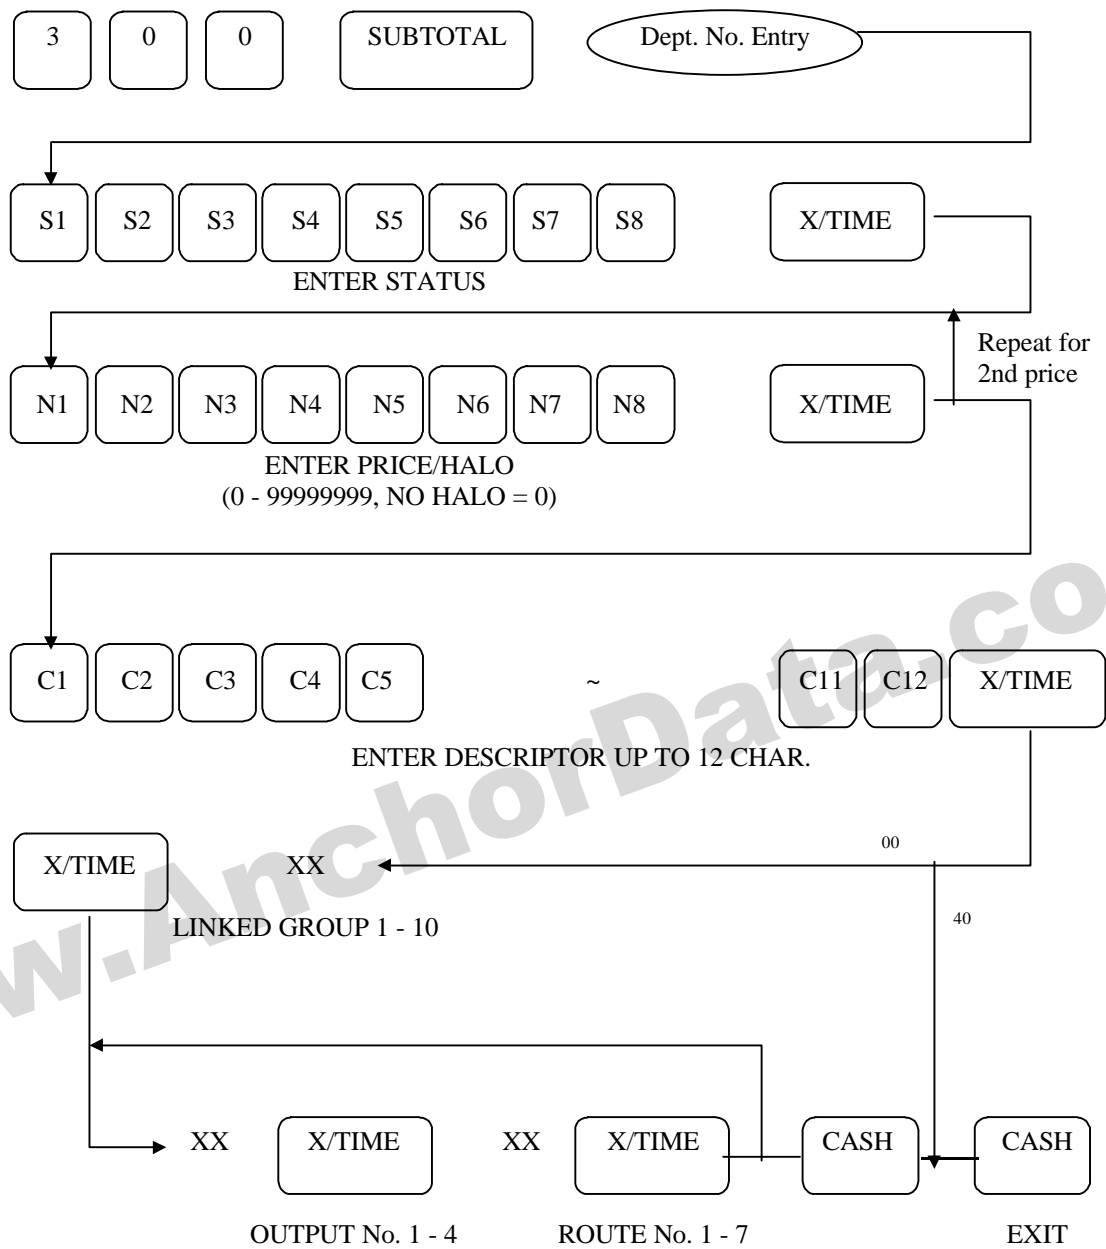 3 0 0 SUBTOTAL Dept. No. Entry
S1 S2 S3 S4 S5 S6 S7 S8 X/TIME
ENTER STATUS
Repeat for
2nd price
N1 N2 N3 N4 N5 N6 N7 N8 X/TIME
ENTER PRICE/HALO
(0 - 99999999, NO HALO = 0)
C1 C2 C3 C4 C5 ~ C11 C12 X/TIME
ENTER DESCRIPTOR UP TO 12 CHAR.
00
X/TIME XX
LINKED GROUP 1 - 10
40
XX X/TIME XX X/TIME CASH CASH
OUTPUT No. 1 - 4 ROUTE No. 1 - 7 EXIT
w.AnchorData.co